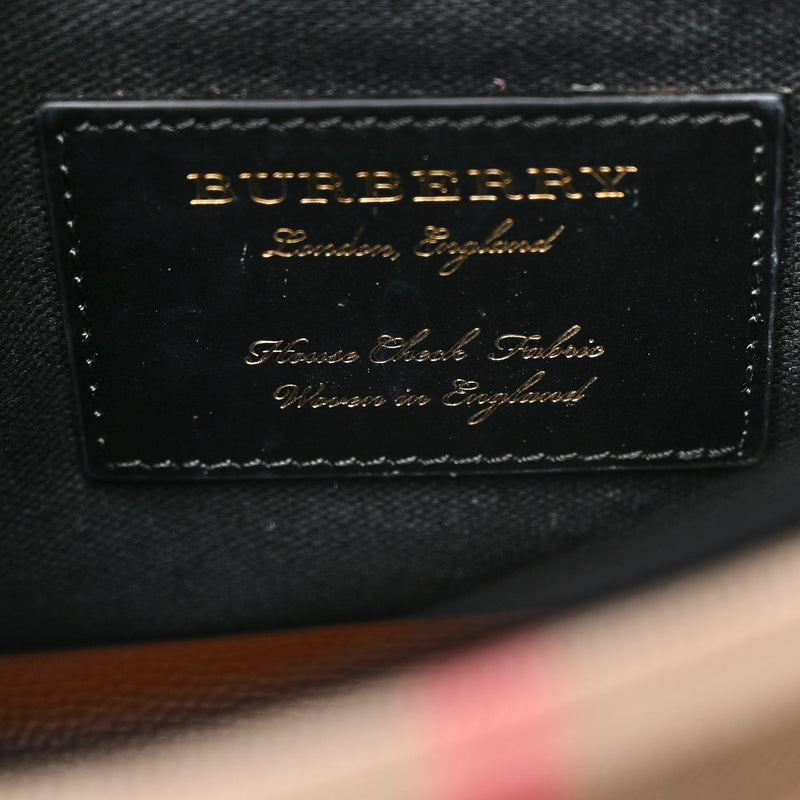 BURBERRY
London, England
House Check Fabric
Woven in England